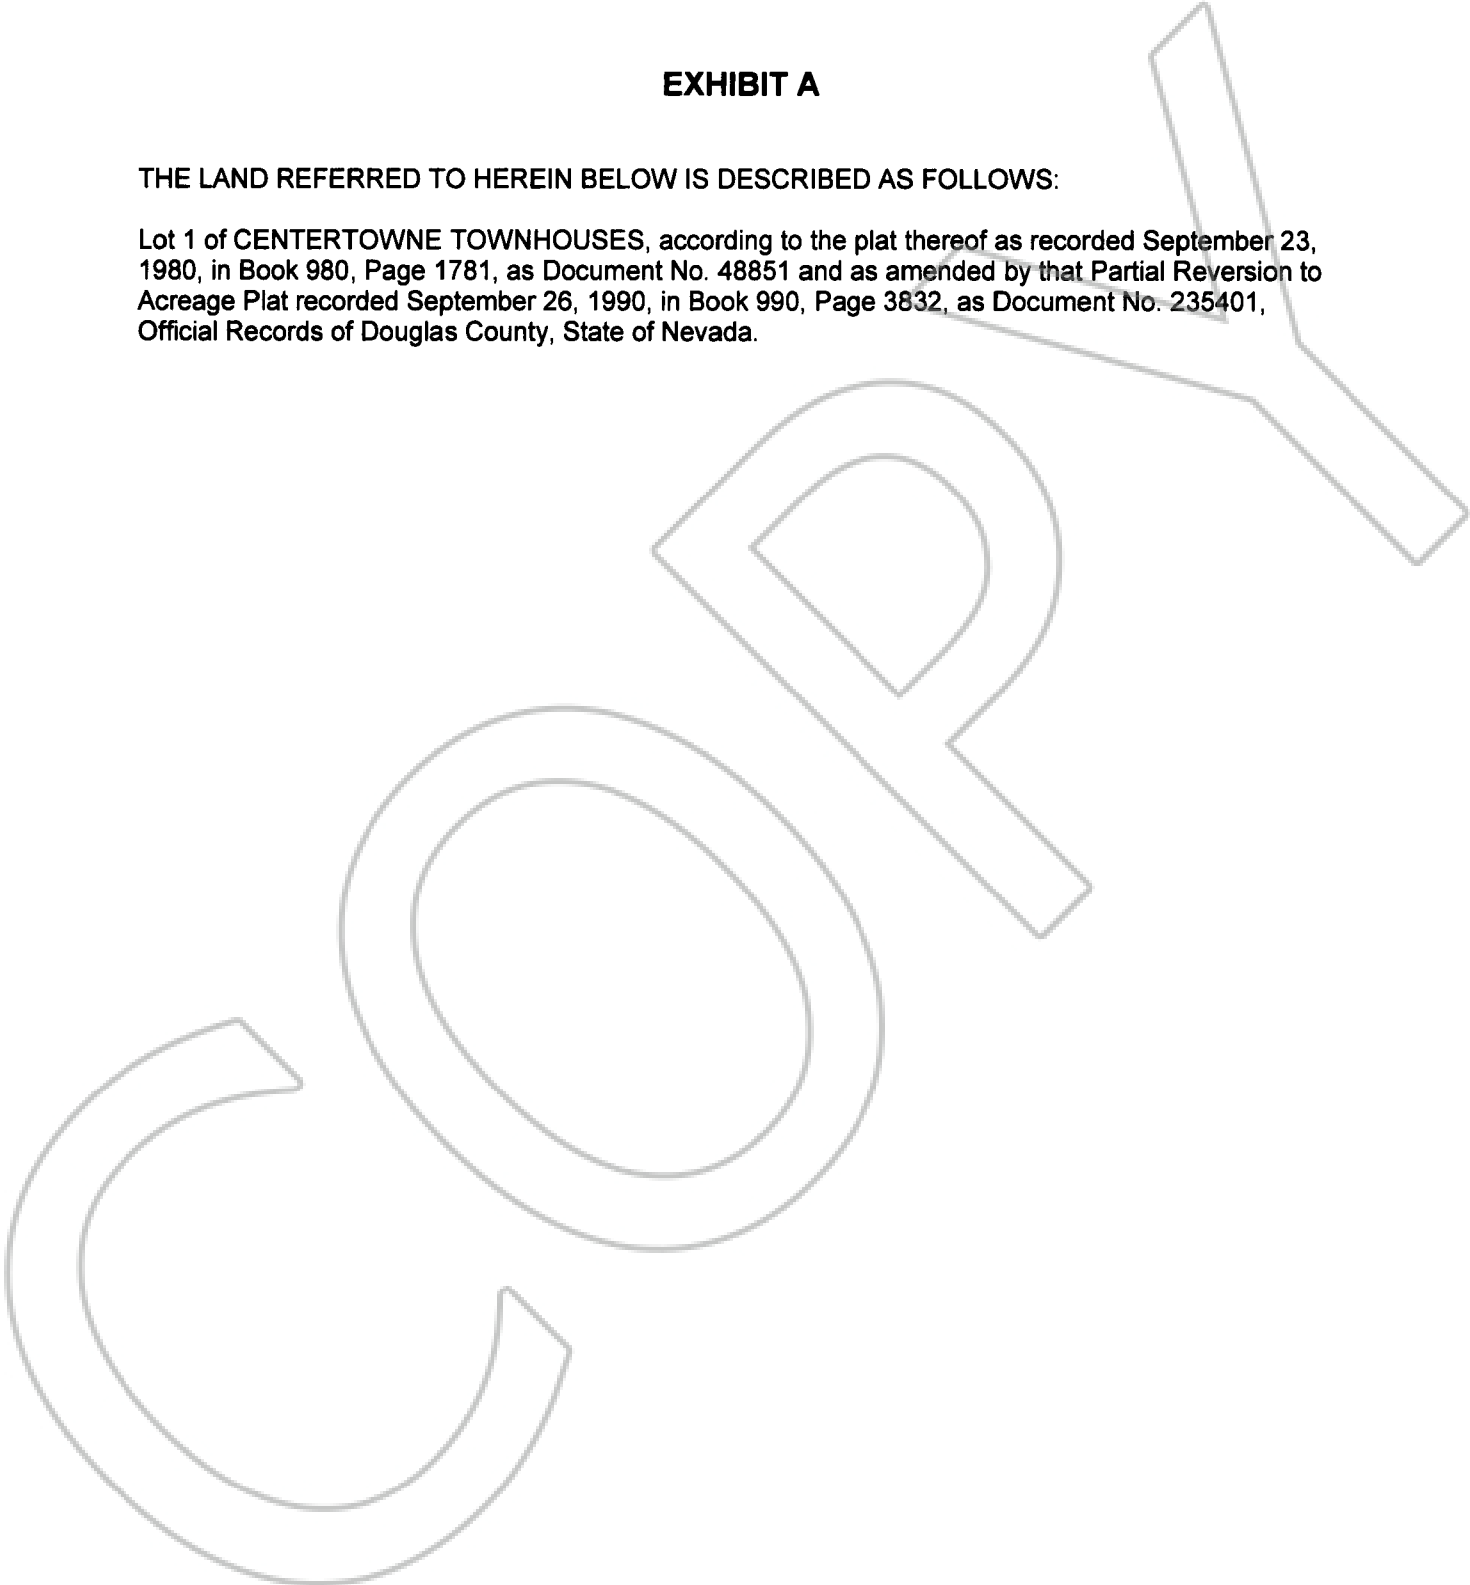 EXHIBIT A
THE LAND REFERRED TO HEREIN BELOW IS DESCRIBED AS FOLLOWS:
Lot 1 of CENTERTOWNE TOWNHOUSES, according to the plat thereof as recorded September 23,
1980, in Book 980, Page 1781, as Document No. 48851 and as amended by that Partial Reversion to
Acreage Plat recorded September 26, 1990, in Book 990, Page 3832, as Document No. 235401,
Official Records of Douglas County, State of Nevada.
COPY